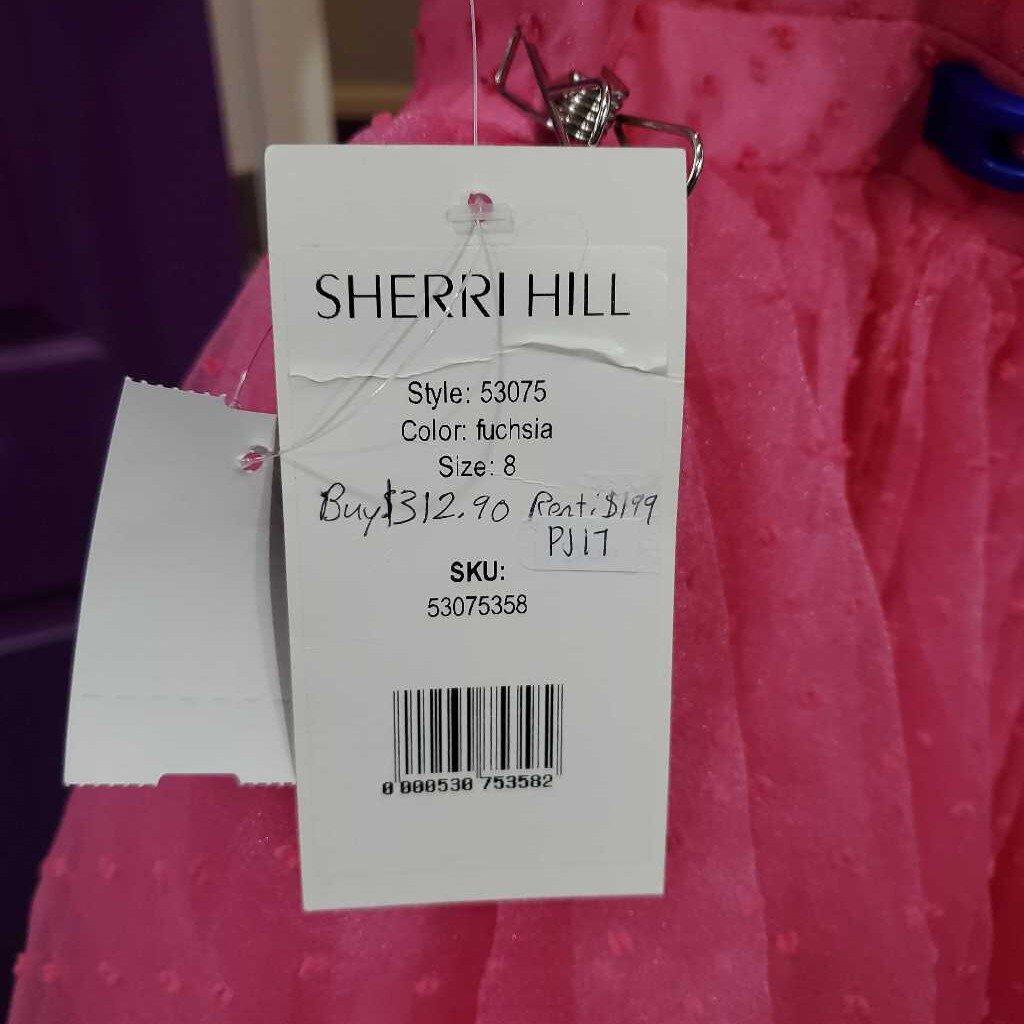 SHERRI HILL
Style: 53075
Color: fuchsia
Size: 8
Buy $312.90 Rent: $199
PJ17
SKU:
53075358
0 000530 753582